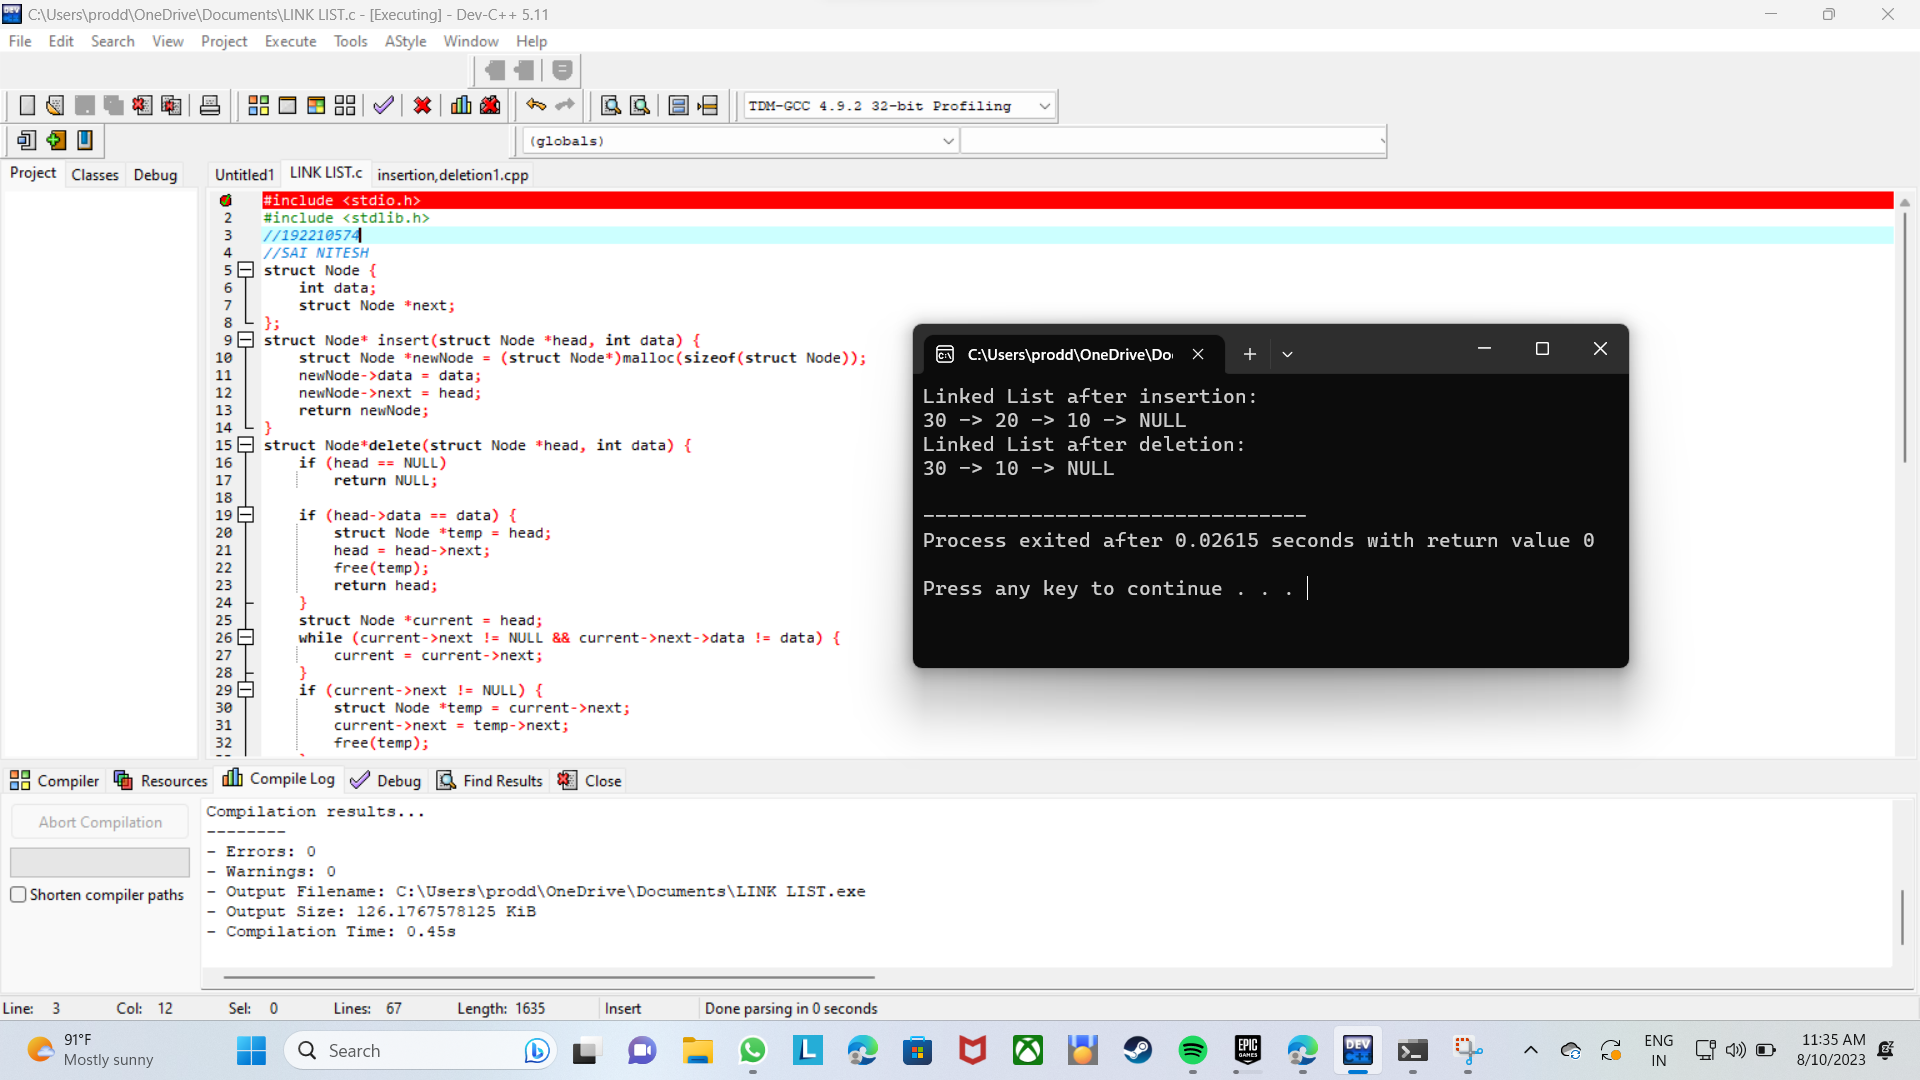 C:\Users\prodd\OneDrive\Documents\LINK LIST.c - [Executing] - Dev-C++ 5.11
File Edit Search View Project Execute Tools AStyle Window Help
TDM-GCC 4.9.2 32-bit Profiling
(globals)
Project Classes Debug
Untitled1 LINK LIST.c insertion,deletion1.cpp
#include <stdio.h>
2 #include <stdlib.h>
3 //192210574
4 //SAI NITESH
5 struct Node {
6 int data;
7 struct Node *next;
8 };
9 struct Node* insert(struct Node *head, int data) {
10 struct Node *newNode = (struct Node*)malloc(sizeof(struct Node));
11 newNode->data = data;
12 newNode->next = head;
13 return newNode;
14 }
15 struct Node*delete(struct Node *head, int data) {
16 if (head == NULL)
17 return NULL;
18
19 if (head->data == data) {
20 struct Node *temp = head;
21 head = head->next;
22 free(temp);
23 return head;
24 }
25 struct Node *current = head;
26 while (current->next != NULL && current->next->data != data) {
27 current = current->next;
28 }
29 if (current->next != NULL) {
30 struct Node *temp = current->next;
31 current->next = temp->next;
32 free(temp);
C:\Users\prodd\OneDrive\Do
Linked List after insertion:
30 -> 20 -> 10 -> NULL
Linked List after deletion:
30 -> 10 -> NULL
--------------------------------
Process exited after 0.02615 seconds with return value 0
Press any key to continue . . .
Compiler Resources Compile Log Debug Find Results Close
Abort Compilation
Shorten compiler paths
Compilation results...
--------
- Errors: 0
- Warnings: 0
- Output Filename: C:\Users\prodd\OneDrive\Documents\LINK LIST.exe
- Output Size: 126.1767578125 KiB
- Compilation Time: 0.45s
Line: 3 Col: 12 Sel: 0 Lines: 67 Length: 1635 Insert Done parsing in 0 seconds
91°F
Mostly sunny
Search
L
EPIC GAMES
DEV C++
ENG
IN
11:35 AM
8/10/2023